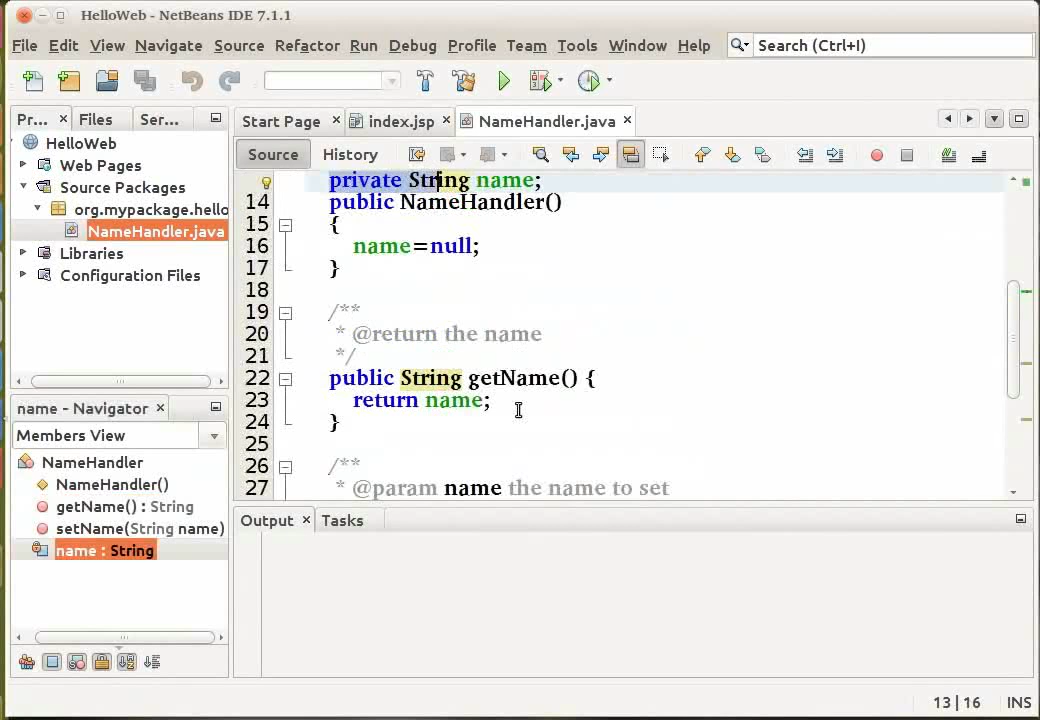 HelloWeb - NetBeans IDE 7.1.1
File Edit View Navigate Source Refactor Run Debug Profile Team Tools Window Help Search (Ctrl+I)
Pr... Files Ser...
HelloWeb
Web Pages
Source Packages
org.mypackage.hello
NameHandler.java
Libraries
Configuration Files
name - Navigator
Members View
NameHandler
NameHandler()
getName() : String
setName(String name)
name : String
Start Page index.jsp NameHandler.java
Source History
private String name;
14 public NameHandler()
15 {
16 name=null;
17 }
18
19 /**
20 * @return the name
21 */
22 public String getName() {
23 return name;
24 }
25
26 /**
27 * @param name the name to set
Output Tasks
13 | 16 INS